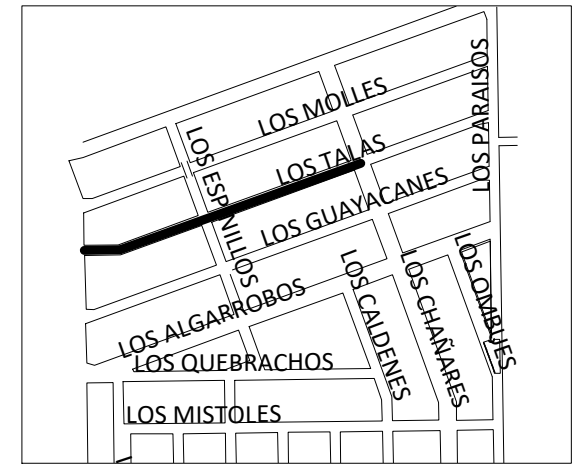 LOS MOLLES
LOS PARAISOS
LOS ESPINILLOS
LOS TALAS
LOS GUAYACANES
LOS ALGARROBOS
LOS CALDENES
LOS CHAÑARES
LOS OMBUES
LOS QUEBRACHOS
LOS MISTOLES